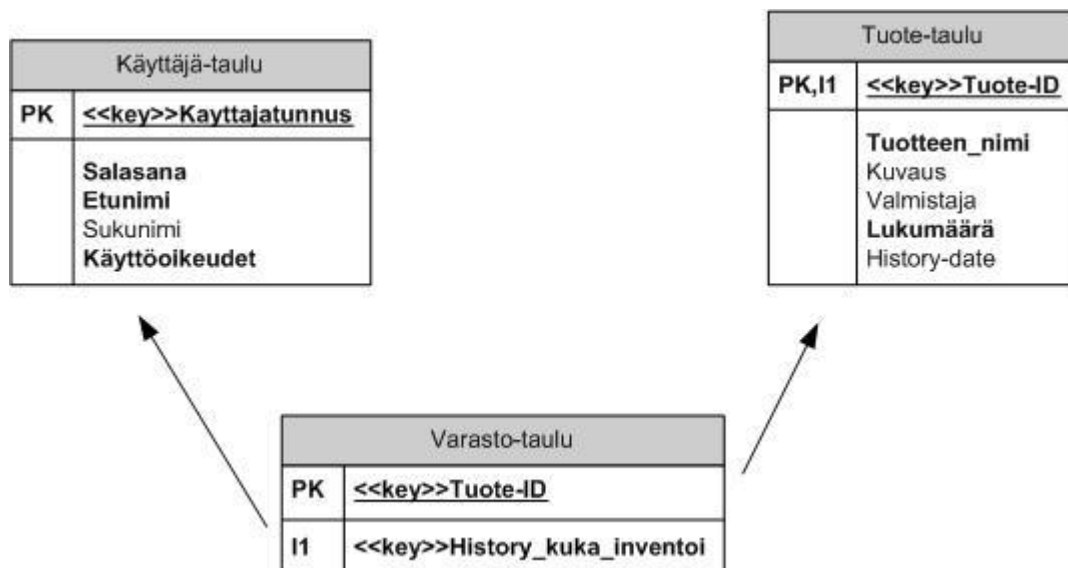 Käyttäjä-taulu
PK <<key>>Kayttajatunnus
Salasana
Etunimi
Sukunimi
Käyttöoikeudet
Tuote-taulu
PK,I1 <<key>>Tuote-ID
Tuotteen_nimi
Kuvaus
Valmistaja
Lukumäärä
History-date
Varasto-taulu
PK <<key>>Tuote-ID
I1 <<key>>History_kuka_inventoi